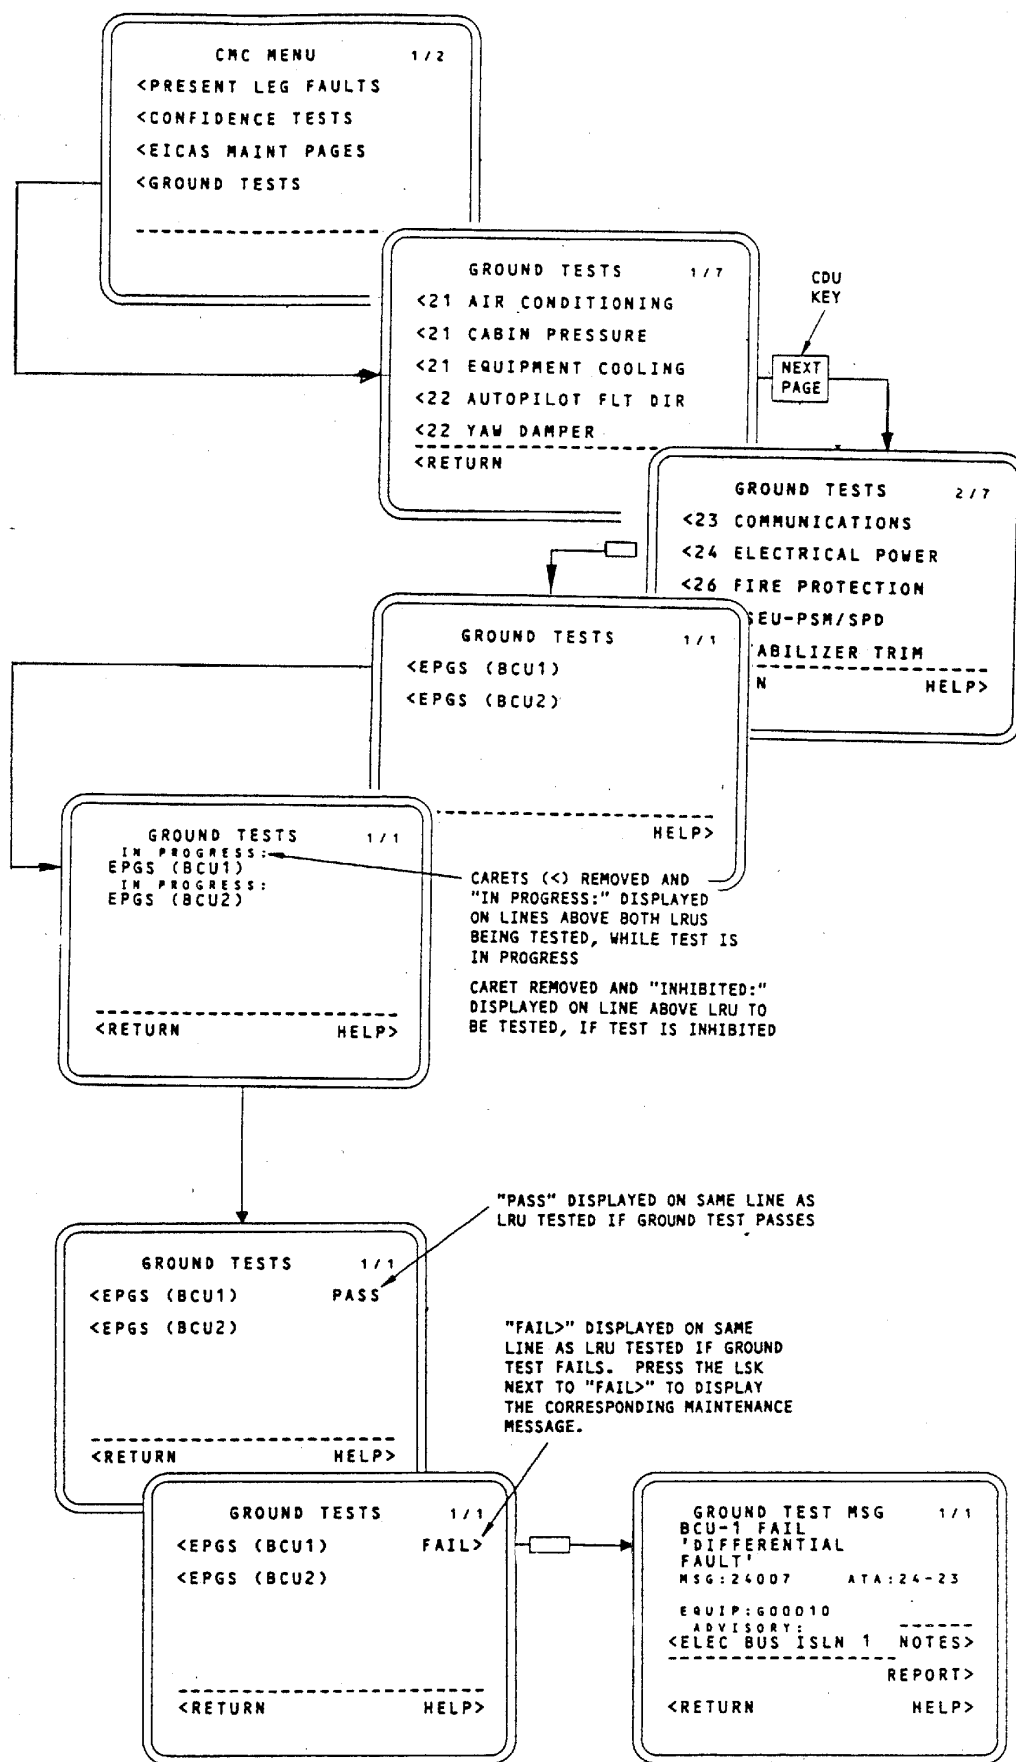 CMC MENU 1/2
<PRESENT LEG FAULTS
<CONFIDENCE TESTS
<EICAS MAINT PAGES
<GROUND TESTS
GROUND TESTS 1/7
<21 AIR CONDITIONING
<21 CABIN PRESSURE
<21 EQUIPMENT COOLING
<22 AUTOPILOT FLT DIR
<22 YAW DAMPER
<RETURN
CDU
KEY
NEXT
PAGE
GROUND TESTS 2/7
<23 COMMUNICATIONS
<24 ELECTRICAL POWER
<26 FIRE PROTECTION
SEU-PSM/SPD
ABILIZER TRIM
N HELP>
GROUND TESTS 1/1
<EPGS (BCU1)
<EPGS (BCU2)
HELP>
GROUND TESTS 1/1
IN PROGRESS:
EPGS (BCU1)
IN PROGRESS:
EPGS (BCU2)
<RETURN HELP>
CARETS (<) REMOVED AND
"IN PROGRESS:" DISPLAYED
ON LINES ABOVE BOTH LRUS
BEING TESTED, WHILE TEST IS
IN PROGRESS
CARET REMOVED AND "INHIBITED:"
DISPLAYED ON LINE ABOVE LRU TO
BE TESTED, IF TEST IS INHIBITED
"PASS" DISPLAYED ON SAME LINE AS
LRU TESTED IF GROUND TEST PASSES
GROUND TESTS 1/1
<EPGS (BCU1) PASS
<EPGS (BCU2)
<RETURN HELP>
"FAIL>" DISPLAYED ON SAME
LINE AS LRU TESTED IF GROUND
TEST FAILS. PRESS THE LSK
NEXT TO "FAIL>" TO DISPLAY
THE CORRESPONDING MAINTENANCE
MESSAGE.
GROUND TESTS 1/1
<EPGS (BCU1) FAIL>
<EPGS (BCU2)
<RETURN HELP>
GROUND TEST MSG 1/1
BCU-1 FAIL
'DIFFERENTIAL
FAULT'
MSG:24007 ATA:24-23
EQUIP:G00010
ADVISORY:
<ELEC BUS ISLN 1 NOTES>
REPORT>
<RETURN HELP>